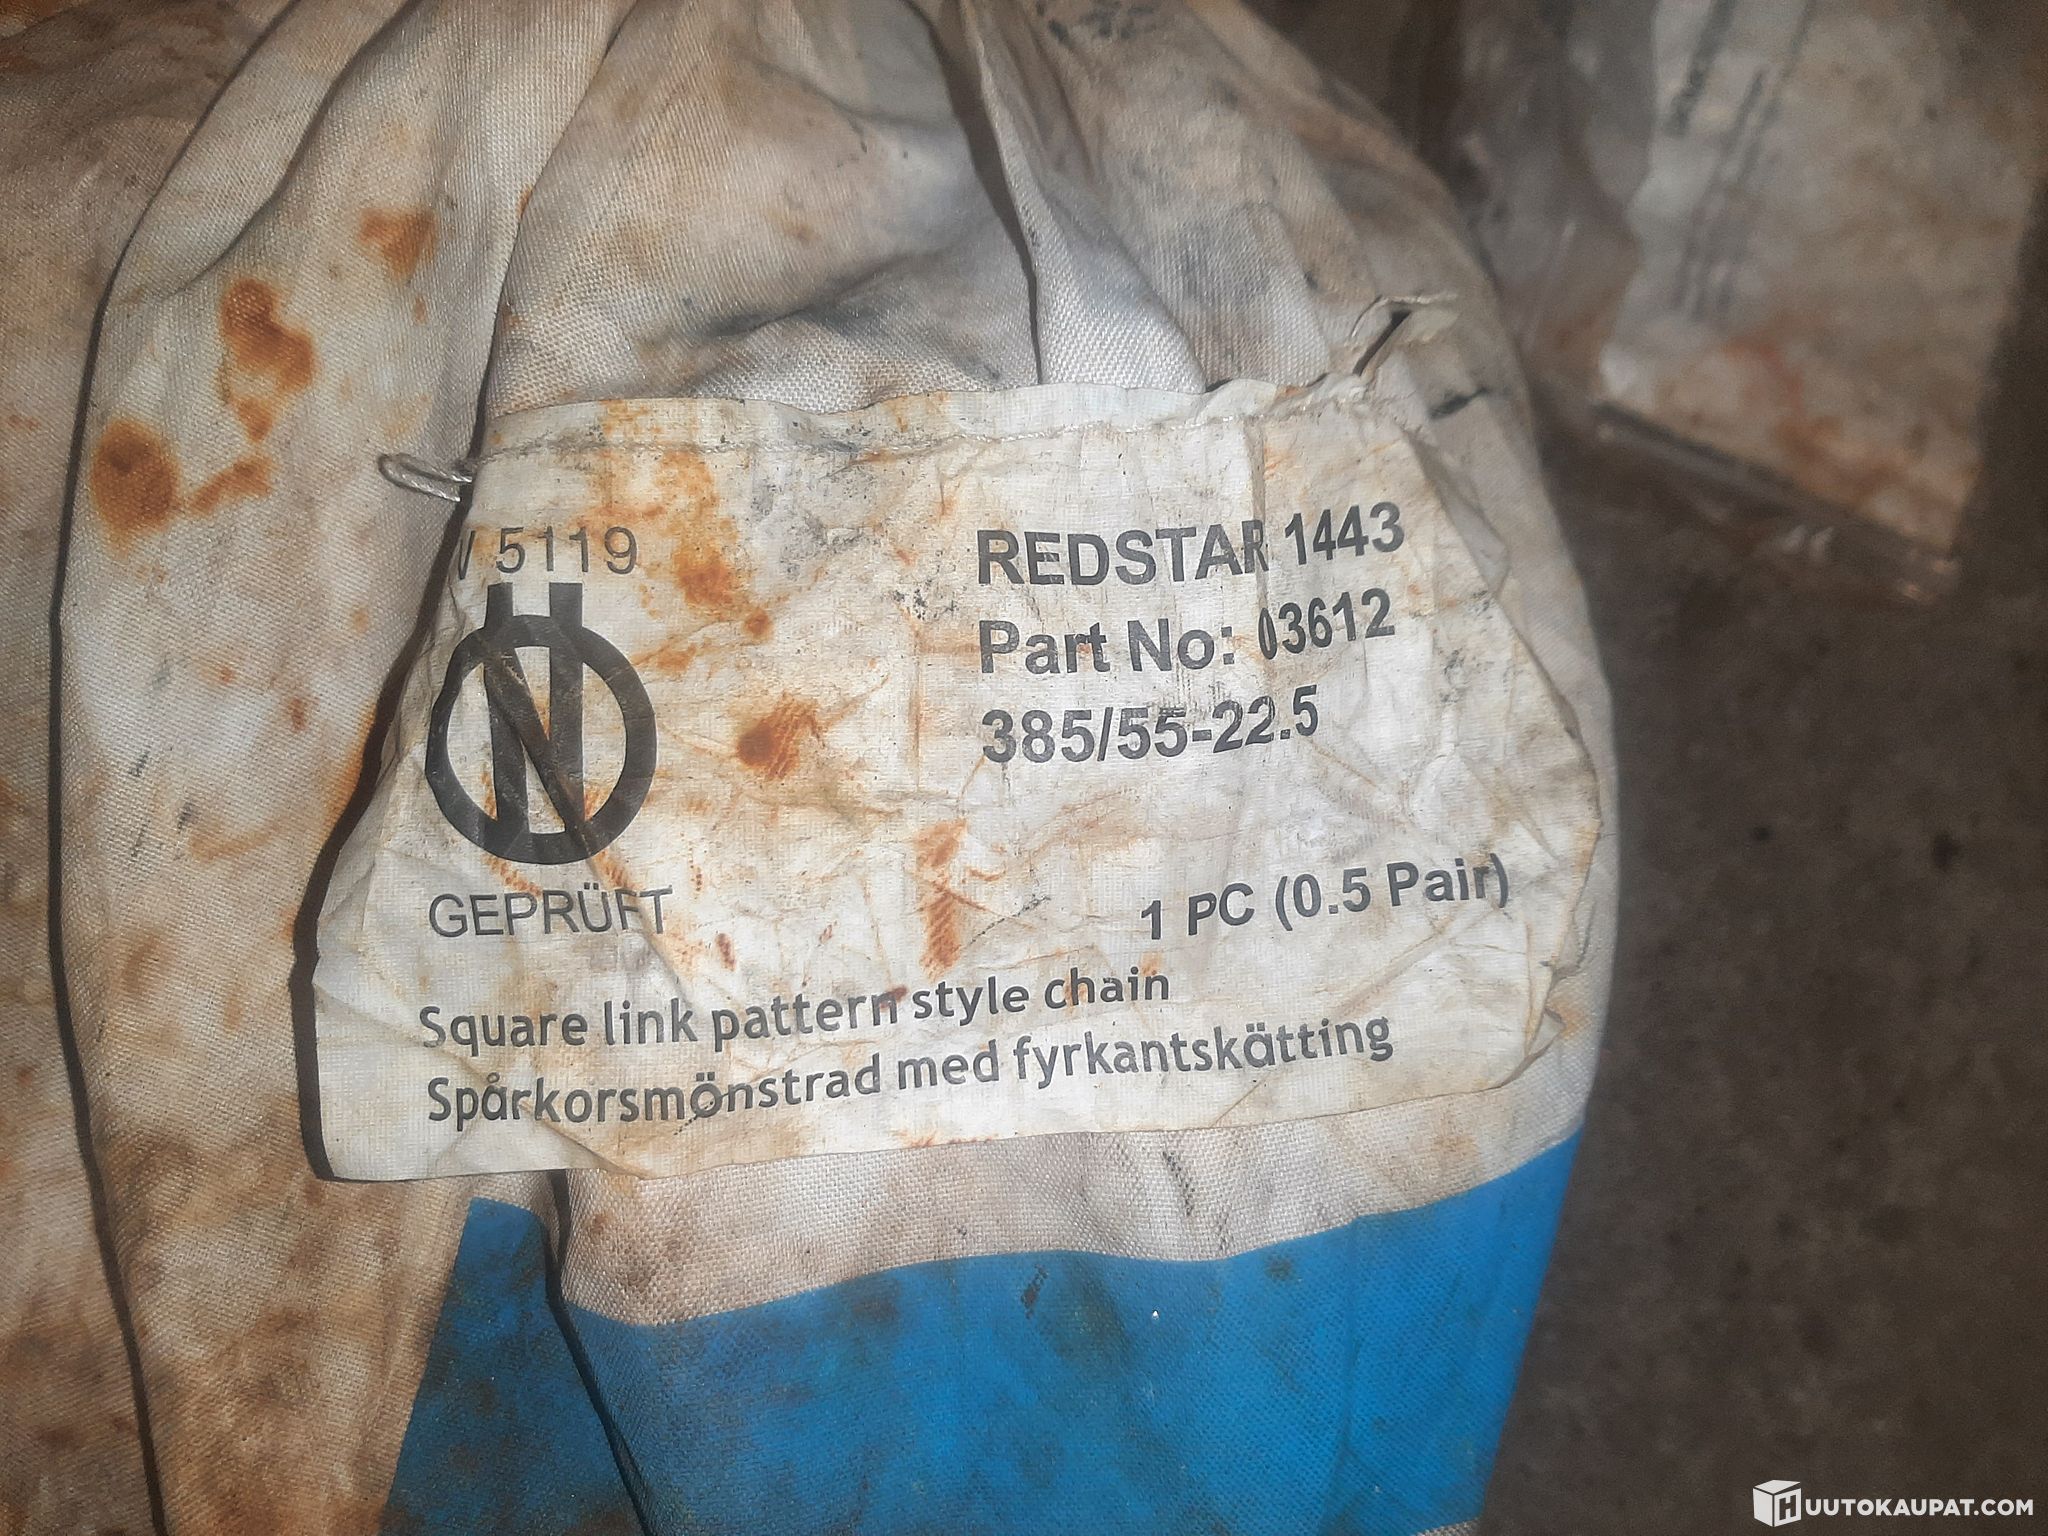 V 5119
GEPRÜFT
REDSTAR 1443
Part No: 03612
385/55-22.5
1 PC (0.5 Pair)
Square link pattern style chain
Spårkorsmönstrad med fyrkantskätting
HUUTOKAUPAT.COM